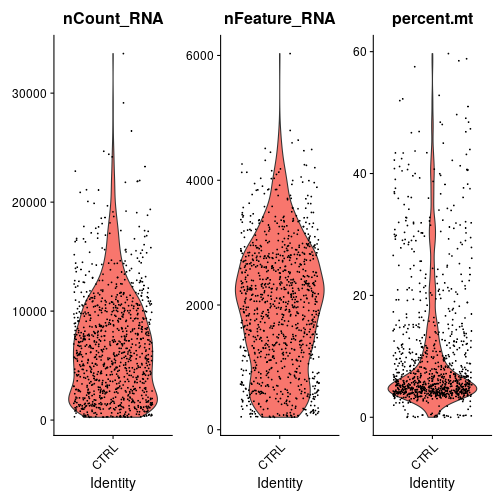 nCount_RNA
30000
20000
10000
0
CTRL
Identity
nFeature_RNA
6000
4000
2000
0
CTRL
Identity
percent.mt
60
40
20
0
CTRL
Identity